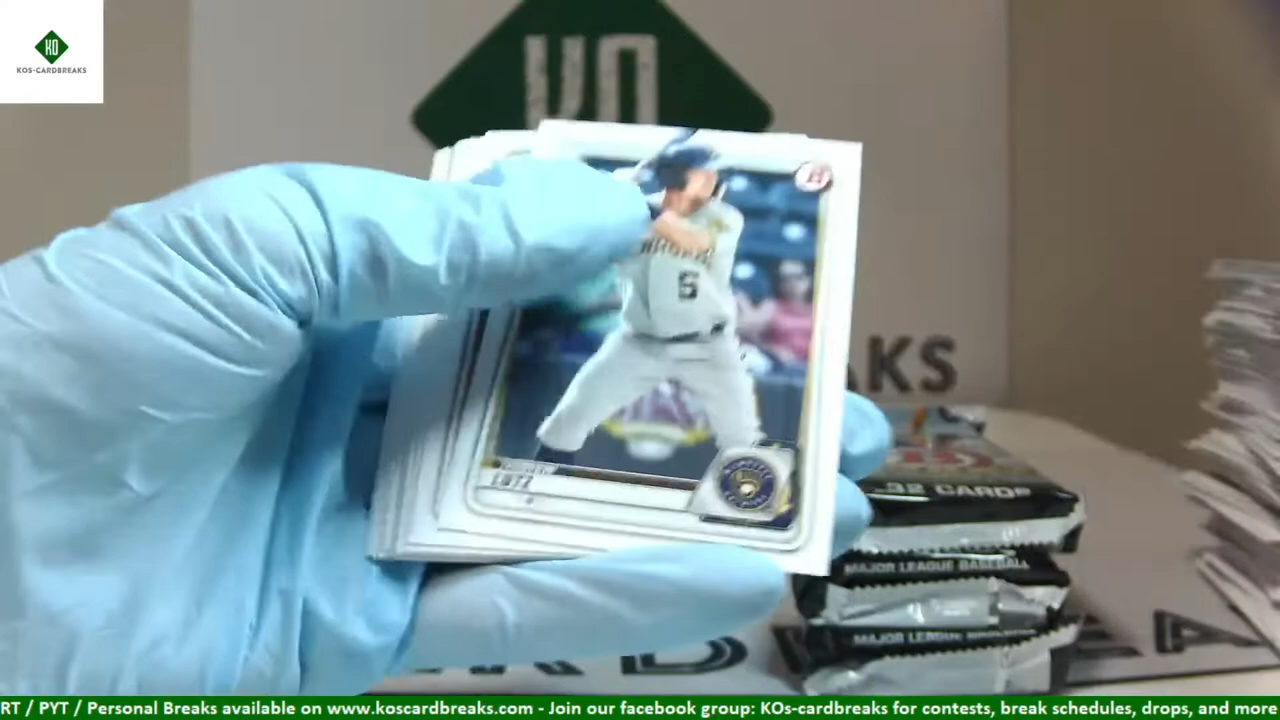 KO
KOS-CARDBREAKS
KO
B
5
LUTZ
AKS
32 CARDS
MAJOR LEAGUE BASEBALL
MAJOR LEAGUE BASEBALL
RT / PYT / Personal Breaks available on www.koscardbreaks.com - Join our facebook group: KOs-cardbreaks for contests, break schedules, drops, and more